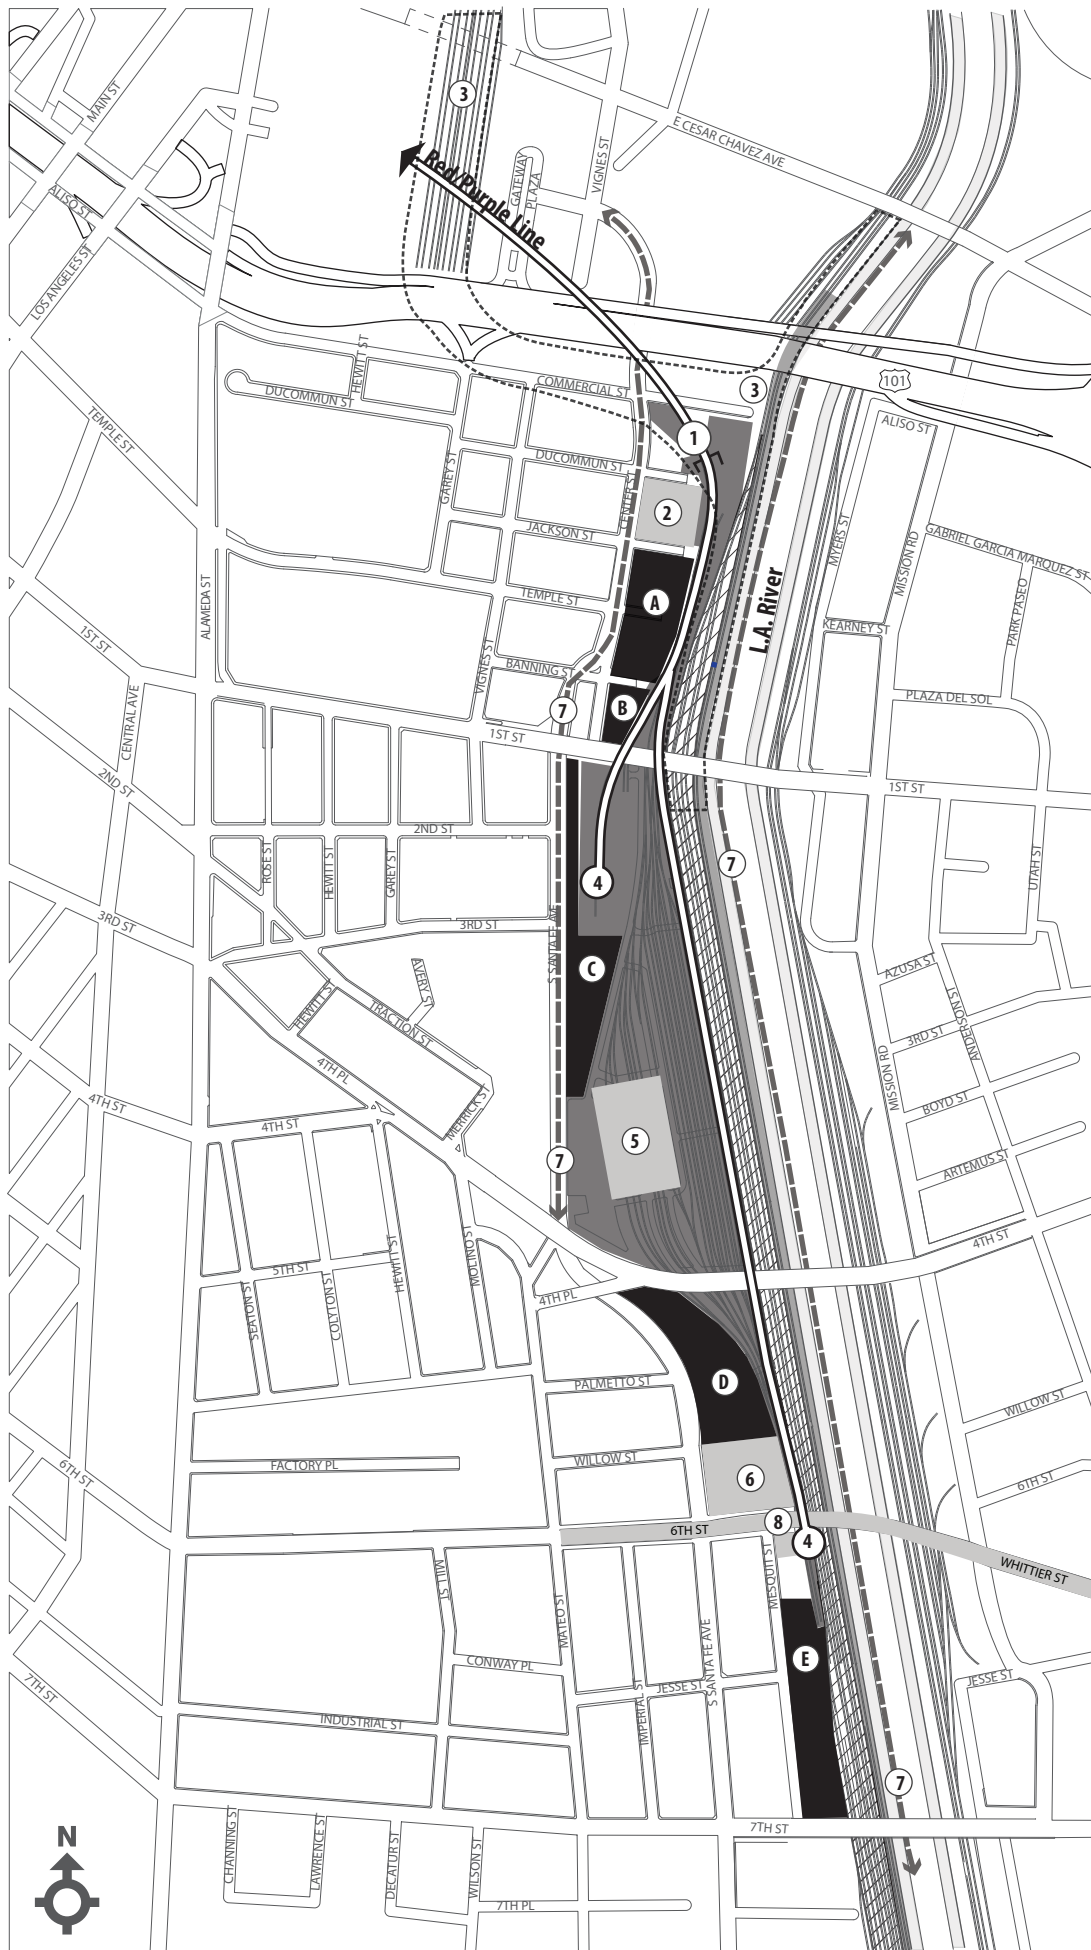 3
MAIN ST
E CESAR CHAVEZ AVE
Red/Purple Line
GATEWAY
PLAZA
VIGNES ST
ALISO ST
LOS ANGELES ST
101
HEWITT ST
DUCOMMUN ST
COMMERCIAL ST
3
TEMPLE ST
ALISO ST
1
GAREY ST
DUCOMMUN ST
CENTER ST
2
JACKSON ST
MYERS ST
MISSION RD
GABRIEL GARCIA MARQUEZ ST
ALAMEDA ST
TEMPLE ST
A
L.A. River
PARK PASEO
KEARNEY ST
1ST ST
VIGNES ST
BANNING ST
CENTRAL AVE
7
B
PLAZA DEL SOL
1ST ST
2ND ST
1ST ST
2ND ST
ROSE ST
HEWITT ST
GAREY ST
7
UTAH ST
4
3RD ST
3RD ST
S SANTA FE AVE
C
AVERY ST
AZUSA ST
HEWITT ST
TRACTION ST
ANDERSON ST
3RD ST
4TH PL
MISSION RD
4TH ST
MERRICK ST
BOYD ST
4TH ST
5
7
ARTEMUS ST
4TH ST
HEWITT ST
MOLINO ST
5TH ST
SEATON ST
COLYTON ST
4TH PL
D
PALMETTO ST
WILLOW ST
WILLOW ST
FACTORY PL
6TH ST
6
6TH ST
8
6TH ST
4
WHITTIER ST
MESQUIT ST
MILL ST
MATEO ST
S SANTA FE AVE
E
CONWAY PL
7TH ST
IMPERIAL ST
JESSE ST
JESSE ST
INDUSTRIAL ST
7
7TH ST
N
CHANNING ST
LAWRENCE ST
DECATUR ST
WILSON ST
7TH PL